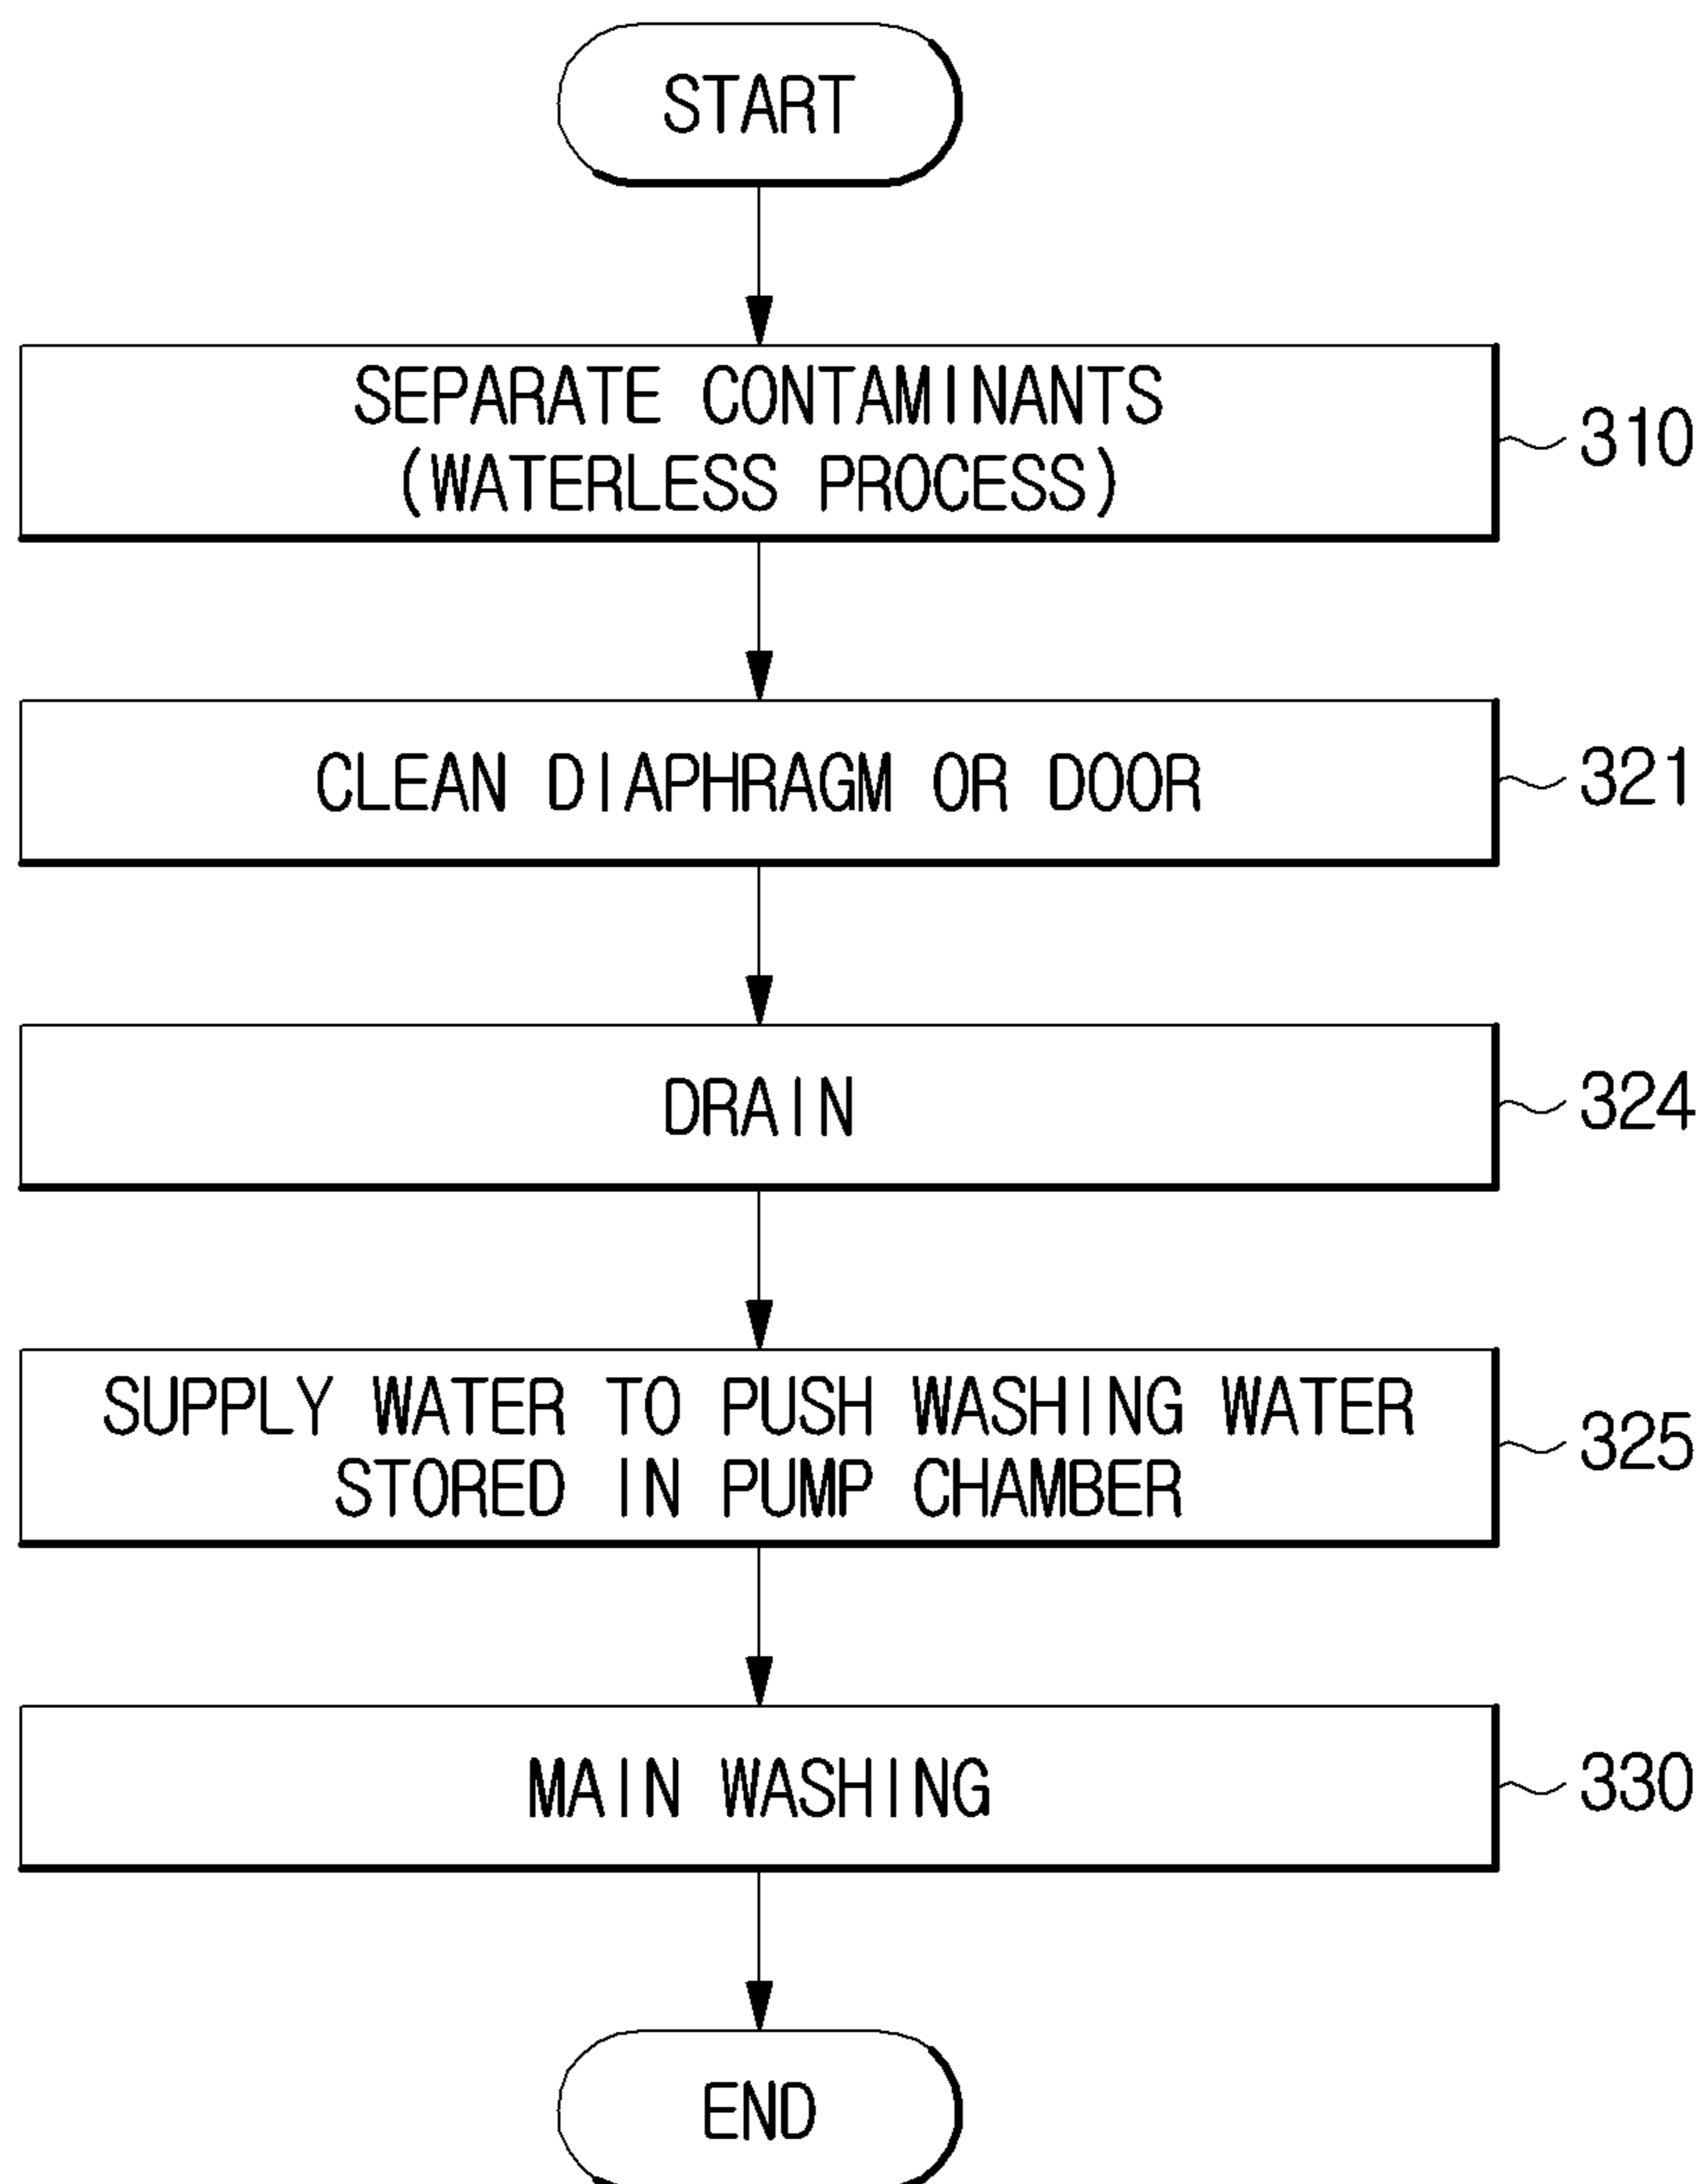 START
SEPARATE CONTAMINANTS
(WATERLESS PROCESS)
310
CLEAN DIAPHRAGM OR DOOR
321
DRAIN
324
SUPPLY WATER TO PUSH WASHING WATER
STORED IN PUMP CHAMBER
325
MAIN WASHING
330
END